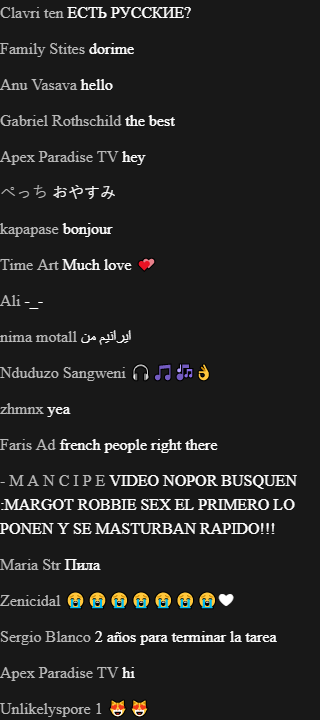 Clavri ten ЕСТЬ РУССКИЕ?
Family Stites dorime
Anu Vasava hello
Gabriel Rothschild the best
Apex Paradise TV hey
ぺっち おやすみ
kapapase bonjour
Time Art Much love 💕
Ali -_-
nima motall ایرانیم من
Nduduzo Sangweni 🎧 🎵 🎶 👌
zhmnx yea
Faris Ad french people right there
- M A N C I P E VIDEO NOPOR BUSQUEN
:MARGOT ROBBIE SEX EL PRIMERO LO
PONEN Y SE MASTURBAN RAPIDO!!!
Maria Str Пила
Zenicidal 😭 😭 😭 😭 😭 😭 😭 🤍
Sergio Blanco 2 años para terminar la tarea
Apex Paradise TV hi
Unlikelyspore 1 😻 😻